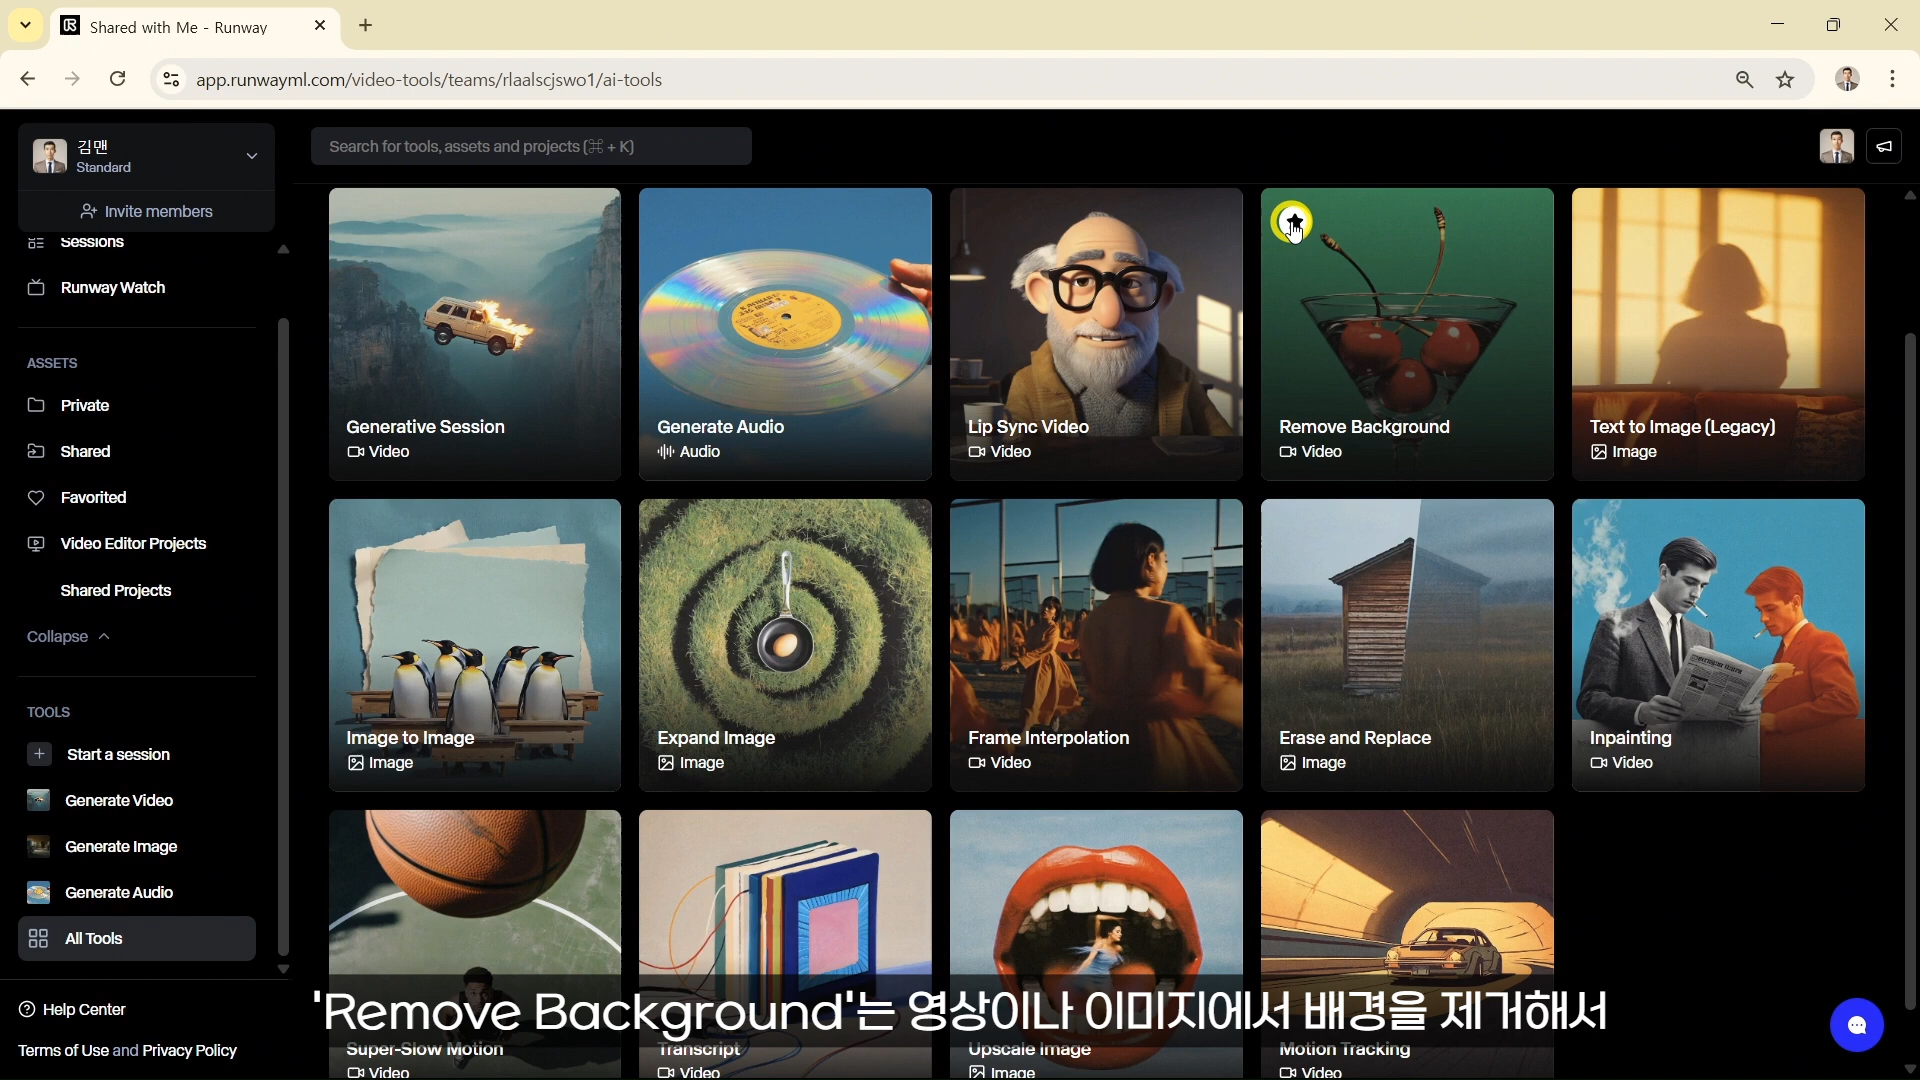 Shared with Me - Runway
app.runwayml.com/video-tools/teams/rlaalscjswo1/ai-tools
김맨
Standard
Invite members
Search for tools, assets and projects (⌘ + K)
Sessions
Runway Watch
ASSETS
Private
Shared
Favorited
Video Editor Projects
Shared Projects
Collapse
TOOLS
Start a session
Generate Video
Generate Image
Generate Audio
All Tools
Help Center
Terms of Use and Privacy Policy
Generative Session
Video
Generate Audio
Audio
Lip Sync Video
Video
Remove Background
Video
Text to Image (Legacy)
Image
Image to Image
Image
Expand Image
Image
Frame Interpolation
Video
Erase and Replace
Image
Inpainting
Video
'Remove Background'는 영상이나 이미지에서 배경을 제거해서
Super-Slow Motion
Video
Transcript
Video
Upscale Image
Image
Motion Tracking
Video